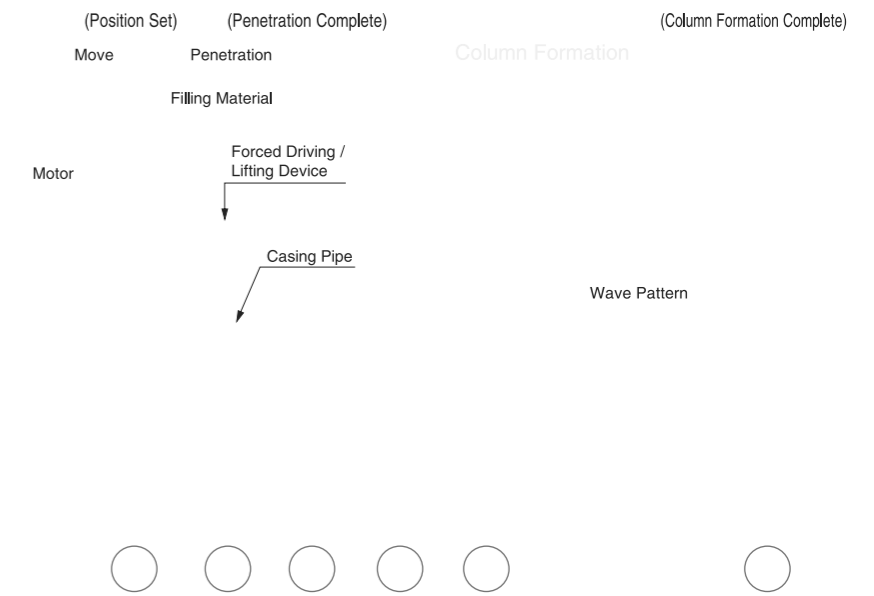 (Position Set) (Penetration Complete) (Column Formation Complete)
Move Penetration Column Formation
Filling Material
Forced Driving /
Lifting Device
Motor
Casing Pipe
Wave Pattern